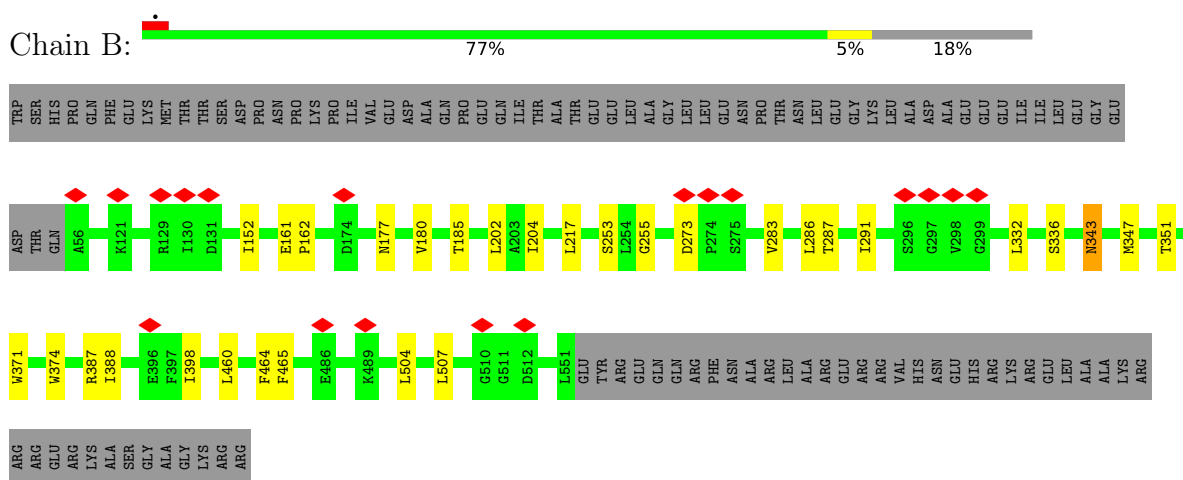 Chain B:
77% 5% 18%
TRP SER HIS PRO GLN PHE GLU LYS MET THR THR SER ASP PRO ASN PRO LYS PRO ILE VAL GLU ASP ALA GLN PRO GLU GLN ILE THR ALA THR GLU GLU LEU ALA GLY LEU LEU GLU ASN PRO THR ASN LEU GLU GLY LYS LEU ALA ASP ALA GLU GLU GLU ILE ILE LEU GLU GLY GLU
ASP THR GLN A56 K121 R129 I130 D131 I152 E161 P162 D174 N177 V180 T185 L202 A203 I204 L217 S253 L254 G255 D273 P274 S275 V283 L286 T287 I291 S296 G297 V298 G299 L332 S336 N343 M347 T351
W371 W374 R387 I388 E396 F397 I398 L460 F464 F465 E486 K489 L504 L507 G510 G511 D512 L551 GLU TYR ARG GLU GLN GLN ARG PHE ASN ALA ARG LEU ALA ARG GLU ARG ARG VAL HIS ASN GLU HIS ARG LYS ARG GLU LEU ALA ALA LYS ARG
ARG ARG GLU ARG LYS ALA SER GLY ALA GLY LYS ARG ARG